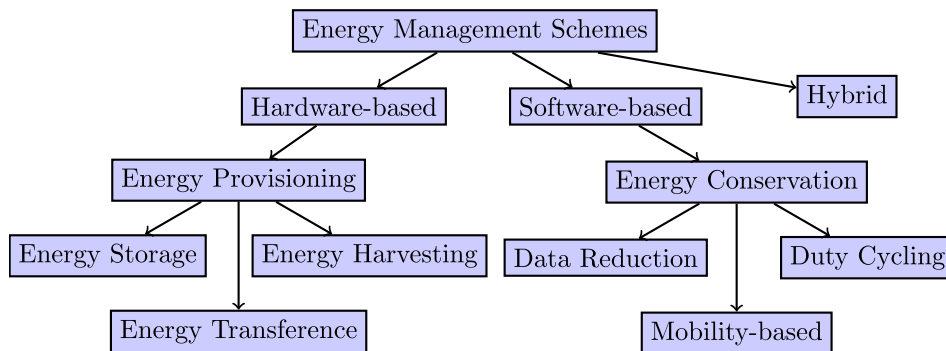 Energy Management Schemes
Hardware-based
Software-based
Hybrid
Energy Provisioning
Energy Conservation
Energy Storage
Energy Harvesting
Data Reduction
Duty Cycling
Energy Transference
Mobility-based